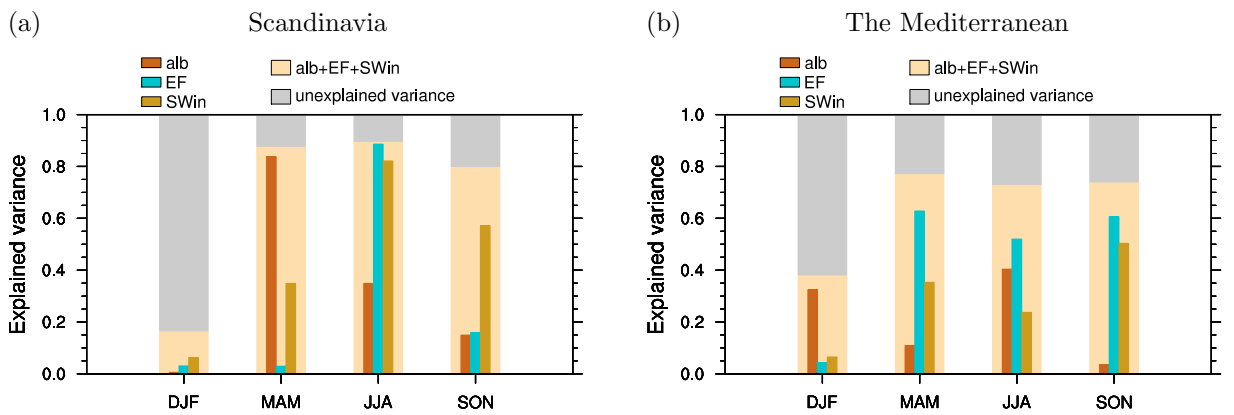 (a) Scandinavia
alb
EF
SWin
alb+EF+SWin
unexplained variance
Explained variance
1.0
0.8
0.6
0.4
0.2
0.0
DJF MAM JJA SON
(b) The Mediterranean
alb
EF
SWin
alb+EF+SWin
unexplained variance
Explained variance
1.0
0.8
0.6
0.4
0.2
0.0
DJF MAM JJA SON